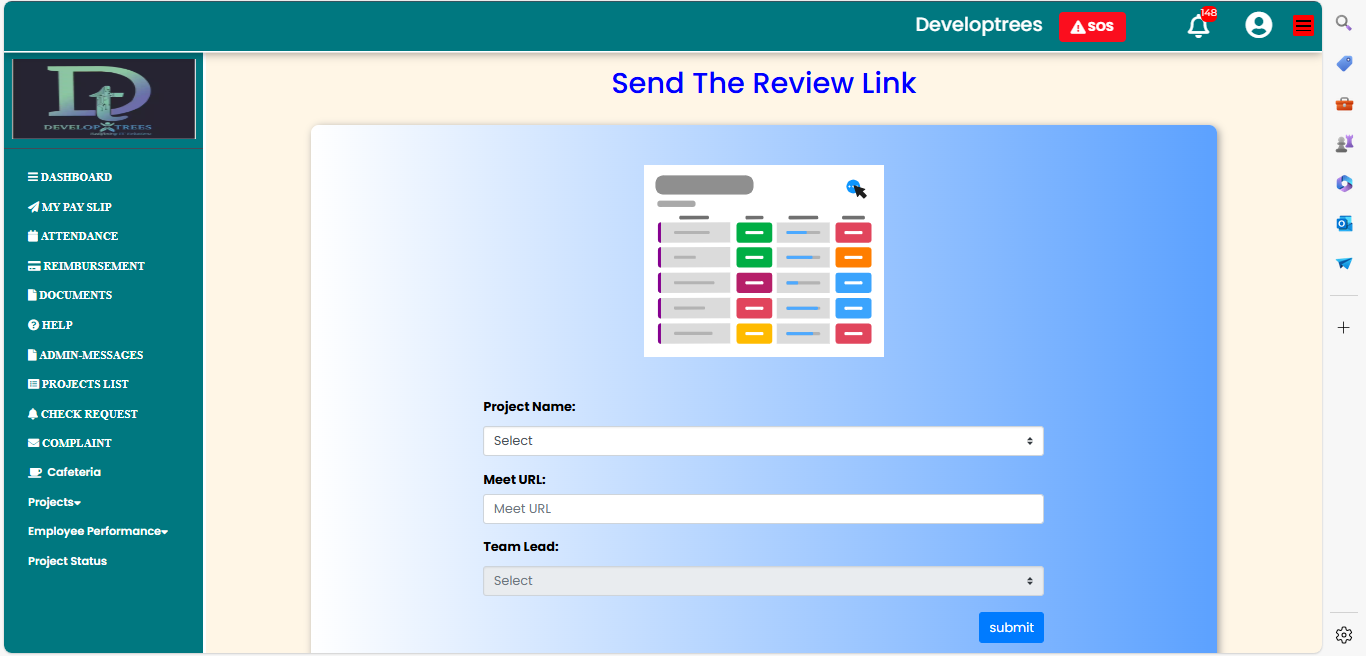 Developtrees
SOS
148
DEVELOP TREES
Send The Review Link
DASHBOARD
MY PAY SLIP
ATTENDANCE
REIMBURSEMENT
DOCUMENTS
HELP
ADMIN-MESSAGES
PROJECTS LIST
CHECK REQUEST
COMPLAINT
Cafeteria
Projects
Employee Performance
Project Status
Project Name:
Select
Meet URL:
Meet URL
Team Lead:
Select
submit